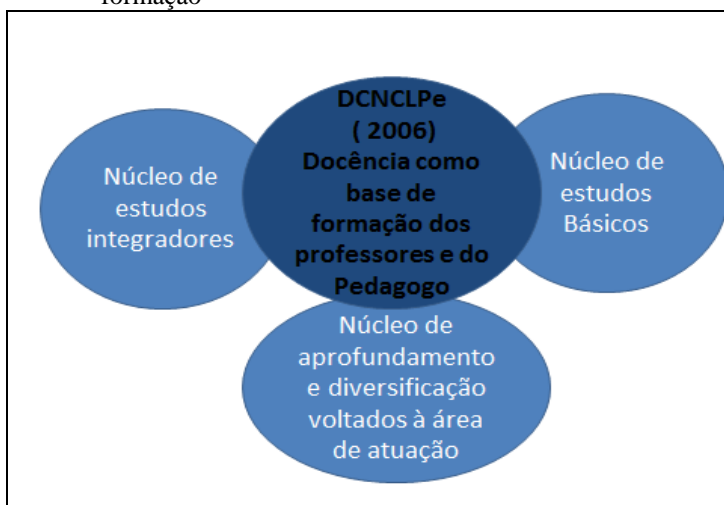 formação
DCNCLPe
( 2006)
Docência como
base de
formação dos
professores e do
Pedagogo
Núcleo de
estudos
integradores
Núcleo de
estudos
Básicos
Núcleo de
aprofundamento
e diversificação
voltados à área
de atuação